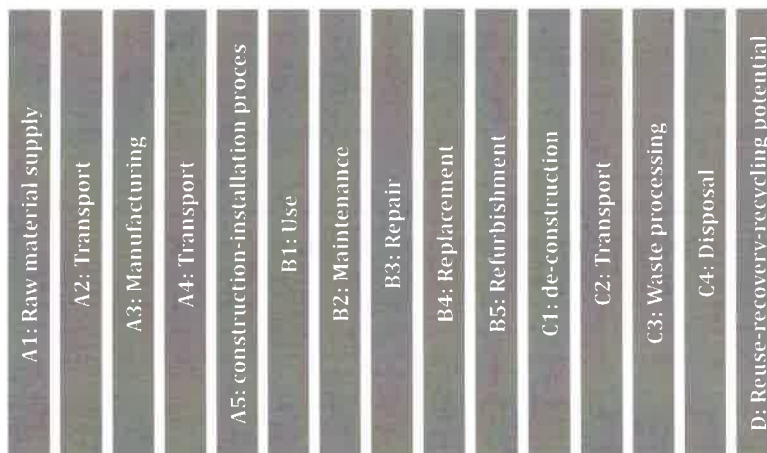 A1: Raw material supply
A2: Transport
A3: Manufacturing
A4: Transport
A5: construction-installation proces
B1: Use
B2: Maintenance
B3: Repair
B4: Replacement
B5: Refurbishment
C1: de-construction
C2: Transport
C3: Waste processing
C4: Disposal
D: Reuse-recovery-recycling potential